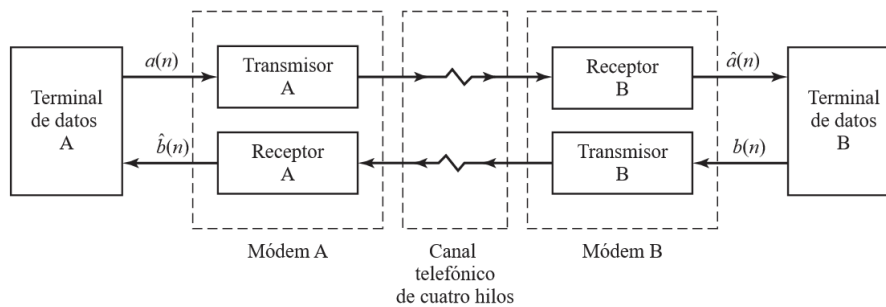 Terminal
de datos
A
a(n)
Transmisor
A
Receptor
B
â(n)
Terminal
de datos
B
b̂(n)
Receptor
A
Transmisor
B
b(n)
Módem A
Canal
telefónico
de cuatro hilos
Módem B